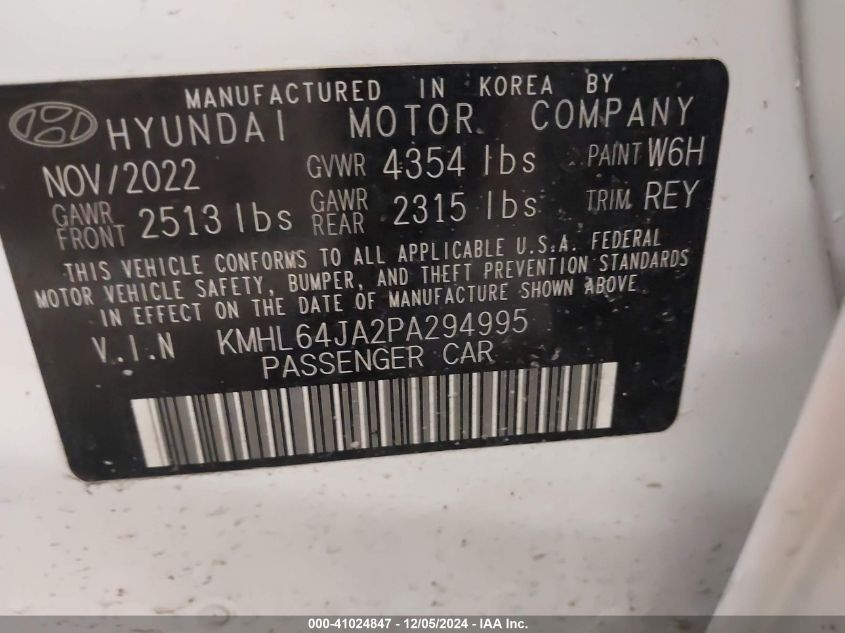 MANUFACTURED IN KOREA BY
HYUNDAI MOTOR COMPANY
NOV/2022 GVWR 4354 lbs PAINT W6H
GAWR FRONT 2513 lbs GAWR REAR 2315 lbs TRIM REY
THIS VEHICLE CONFORMS TO ALL APPLICABLE U.S.A. FEDERAL
MOTOR VEHICLE SAFETY, BUMPER, AND THEFT PREVENTION STANDARDS
IN EFFECT ON THE DATE OF MANUFACTURE SHOWN ABOVE
V.I.N KMHL64JA2PA294995
PASSENGER CAR
000-41024847 - 12/05/2024 - IAA Inc.